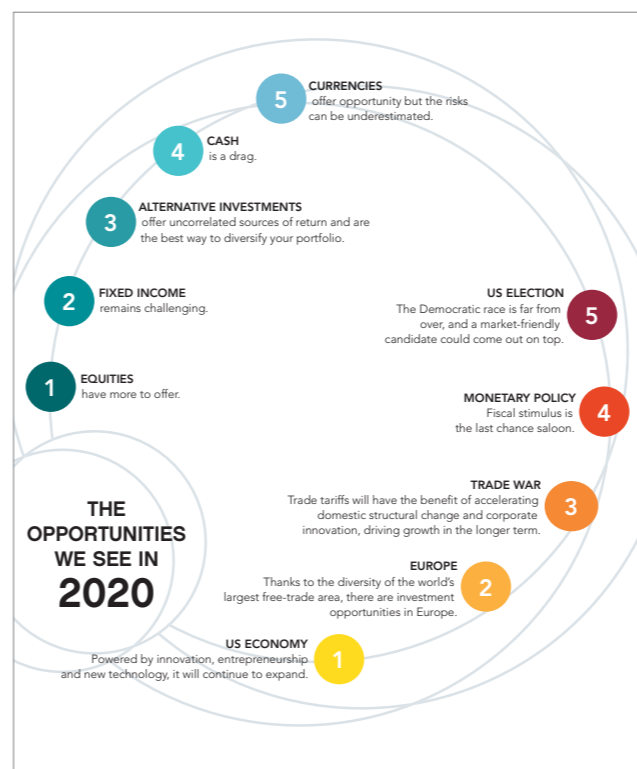 5
CURRENCIES
offer opportunity but the risks
can be underestimated.
4
CASH
is a drag.
3
ALTERNATIVE INVESTMENTS
offer uncorrelated sources of return and are
the best way to diversify your portfolio.
2
FIXED INCOME
remains challenging.
1
EQUITIES
have more to offer.
US ELECTION
The Democratic race is far from
over, and a market-friendly
candidate could come out on top.
5
MONETARY POLICY
Fiscal stimulus is
the last chance saloon.
4
TRADE WAR
Trade tariffs will have the benefit of accelerating
domestic structural change and corporate
innovation, driving growth in the longer term.
3
EUROPE
Thanks to the diversity of the world's
largest free-trade area, there are investment
opportunities in Europe.
2
US ECONOMY
Powered by innovation, entrepreneurship
and new technology, it will continue to expand.
1
THE
OPPORTUNITIES
WE SEE IN
2020